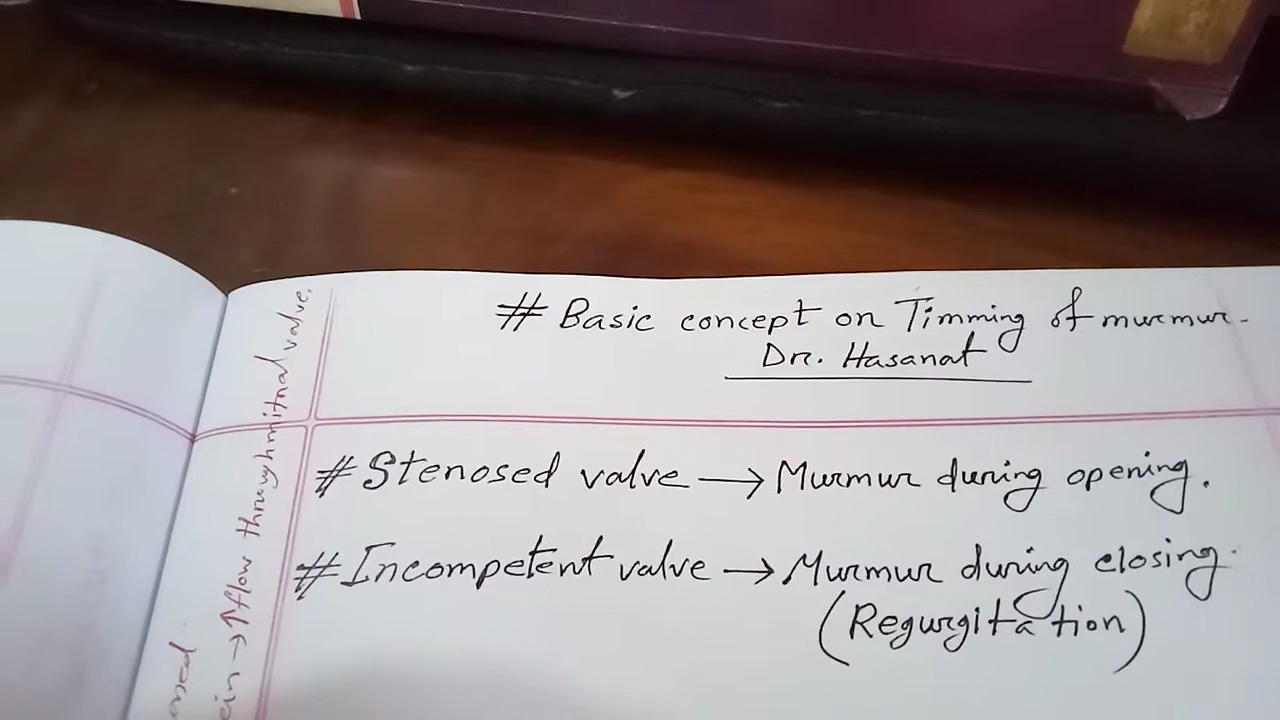 # Basic concept on Timming of murmur.
Dr. Hasanat
# Stenosed valve → Murmur during opening.
# Incompetent valve → Murmur during closing.
(Regurgitation)
→ ↑flow through mitral valve.